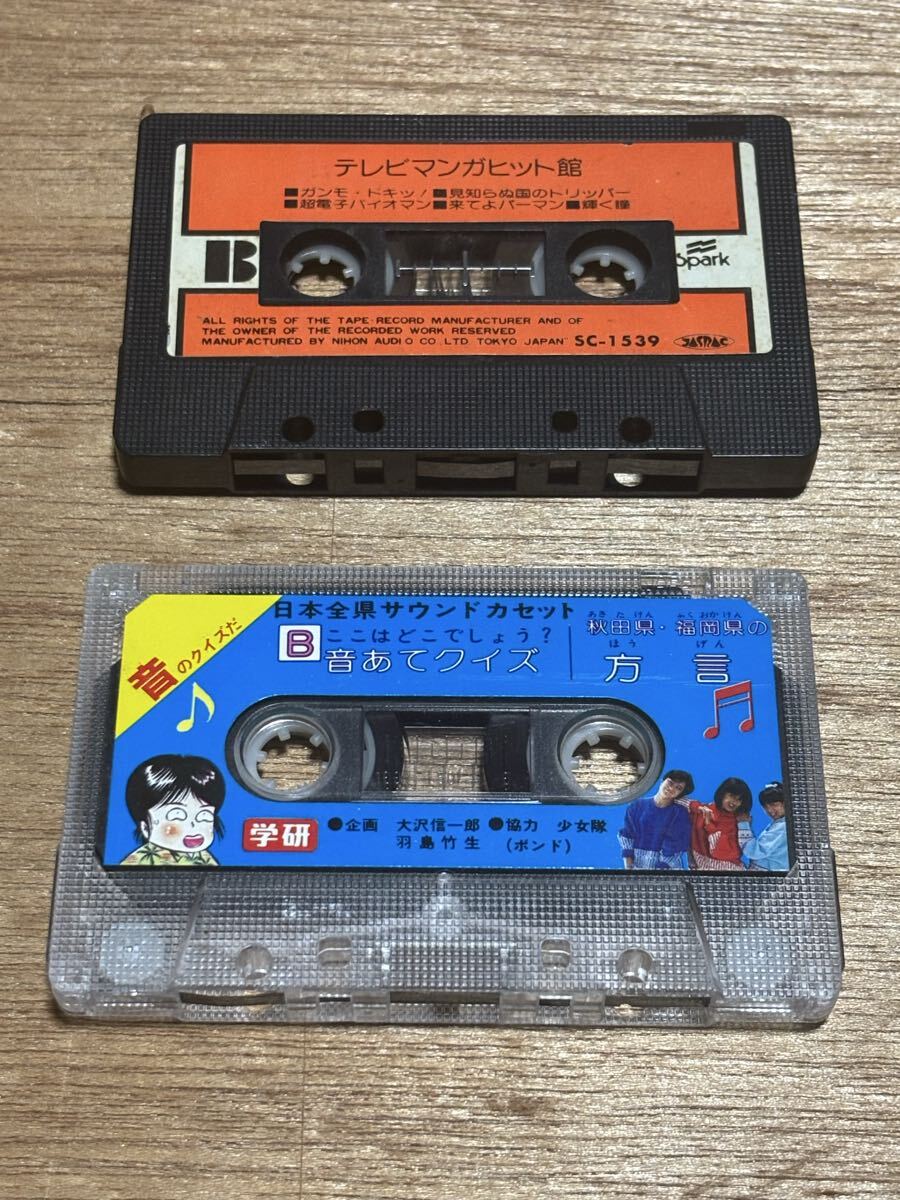 テレビマンガヒット館
■ガンモ・ドキッ!■見知らぬ国のトリッパー
■超電子バイオマン■来てよパーマン■輝く瞳
B
Spark
"ALL RIGHTS OF THE TAPE-RECORD MANUFACTURER AND OF
THE OWNER OF THE RECORDED WORK RESERVED
MANUFACTURED BY NIHON AUDIO CO. LTD. TOKYO JAPAN" SC-1539 JASRAC
音のクイズだ
日本全県サウンドカセット
B ここはどこでしょう?
音あてクイズ
あきたけん ふくおかけん
秋田県・福岡県の
ほう げん
方言
学研
●企画 大沢信一郎 ●協力 少女隊
羽島竹生 (ボンド)